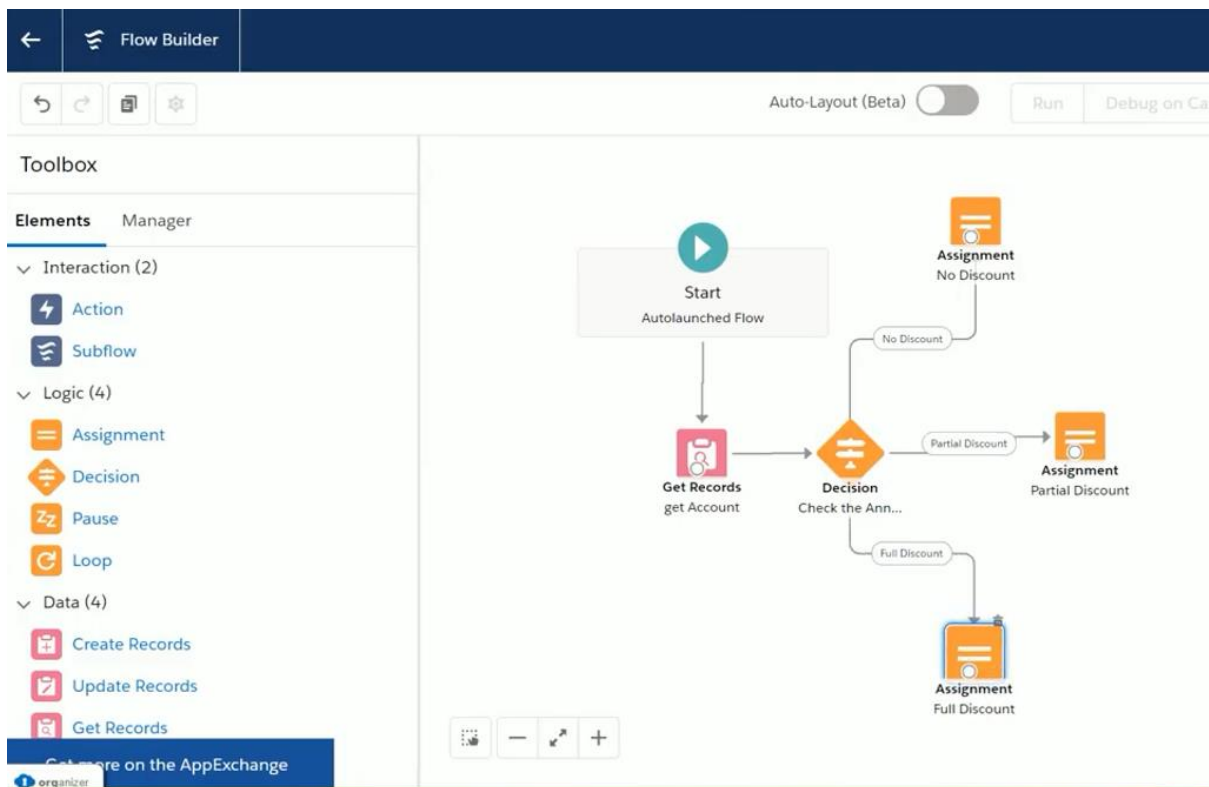 Flow Builder
Auto-Layout (Beta)
Run
Debug on Ca
Toolbox
Elements
Manager
Interaction (2)
Action
Subflow
Logic (4)
Assignment
Decision
Pause
Loop
Data (4)
Create Records
Update Records
Get Records
Get more on the AppExchange
organizer
Start
Autolaunched Flow
Get Records
get Account
Decision
Check the Ann...
No Discount
Assignment
No Discount
Partial Discount
Assignment
Partial Discount
Full Discount
Assignment
Full Discount